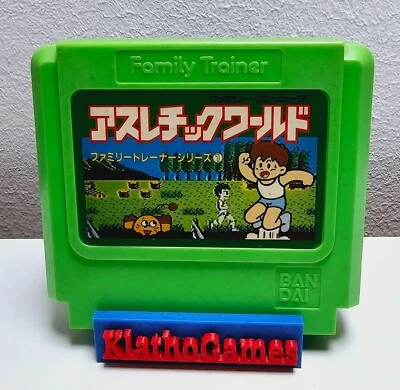 Family Trainer
アスレチックワールド
ファミリートレーナーシリーズ①
BAN
DAI
KlathoGames